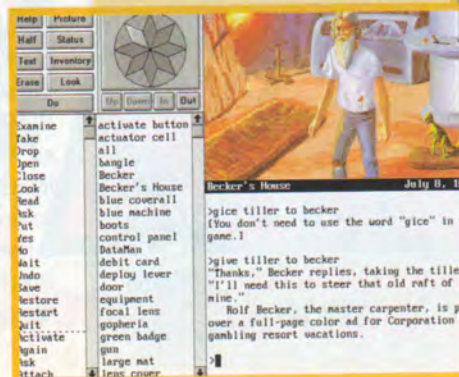 Help Picture
Half Status
Text Inventory
Erase Look
Do
Up Down In Out
Examine
Take
Drop
Open
Close
Look
Read
Ask
Put
Yes
No
Wait
Undo
Save
Restore
Restart
Quit
Activate
Again
Ask
Attach
activate button
actuator cell
all
bangle
Becker
Becker's House
blue coverall
blue machine
boots
control panel
DataMan
debit card
deploy lever
door
equipment
focal lens
gopheria
green badge
gun
large mat
lens cover
Becker's House July 8, 1
>gice tiller to becker
[You don't need to use the word "gice" in
game.]
>give tiller to becker
"Thanks," Becker replies, taking the tille
"I'll need this to steer that old raft of
mine."
Rolf Becker, the master carpenter, is p
over a full-page color ad for Corporation
gambling resort vacations.
>